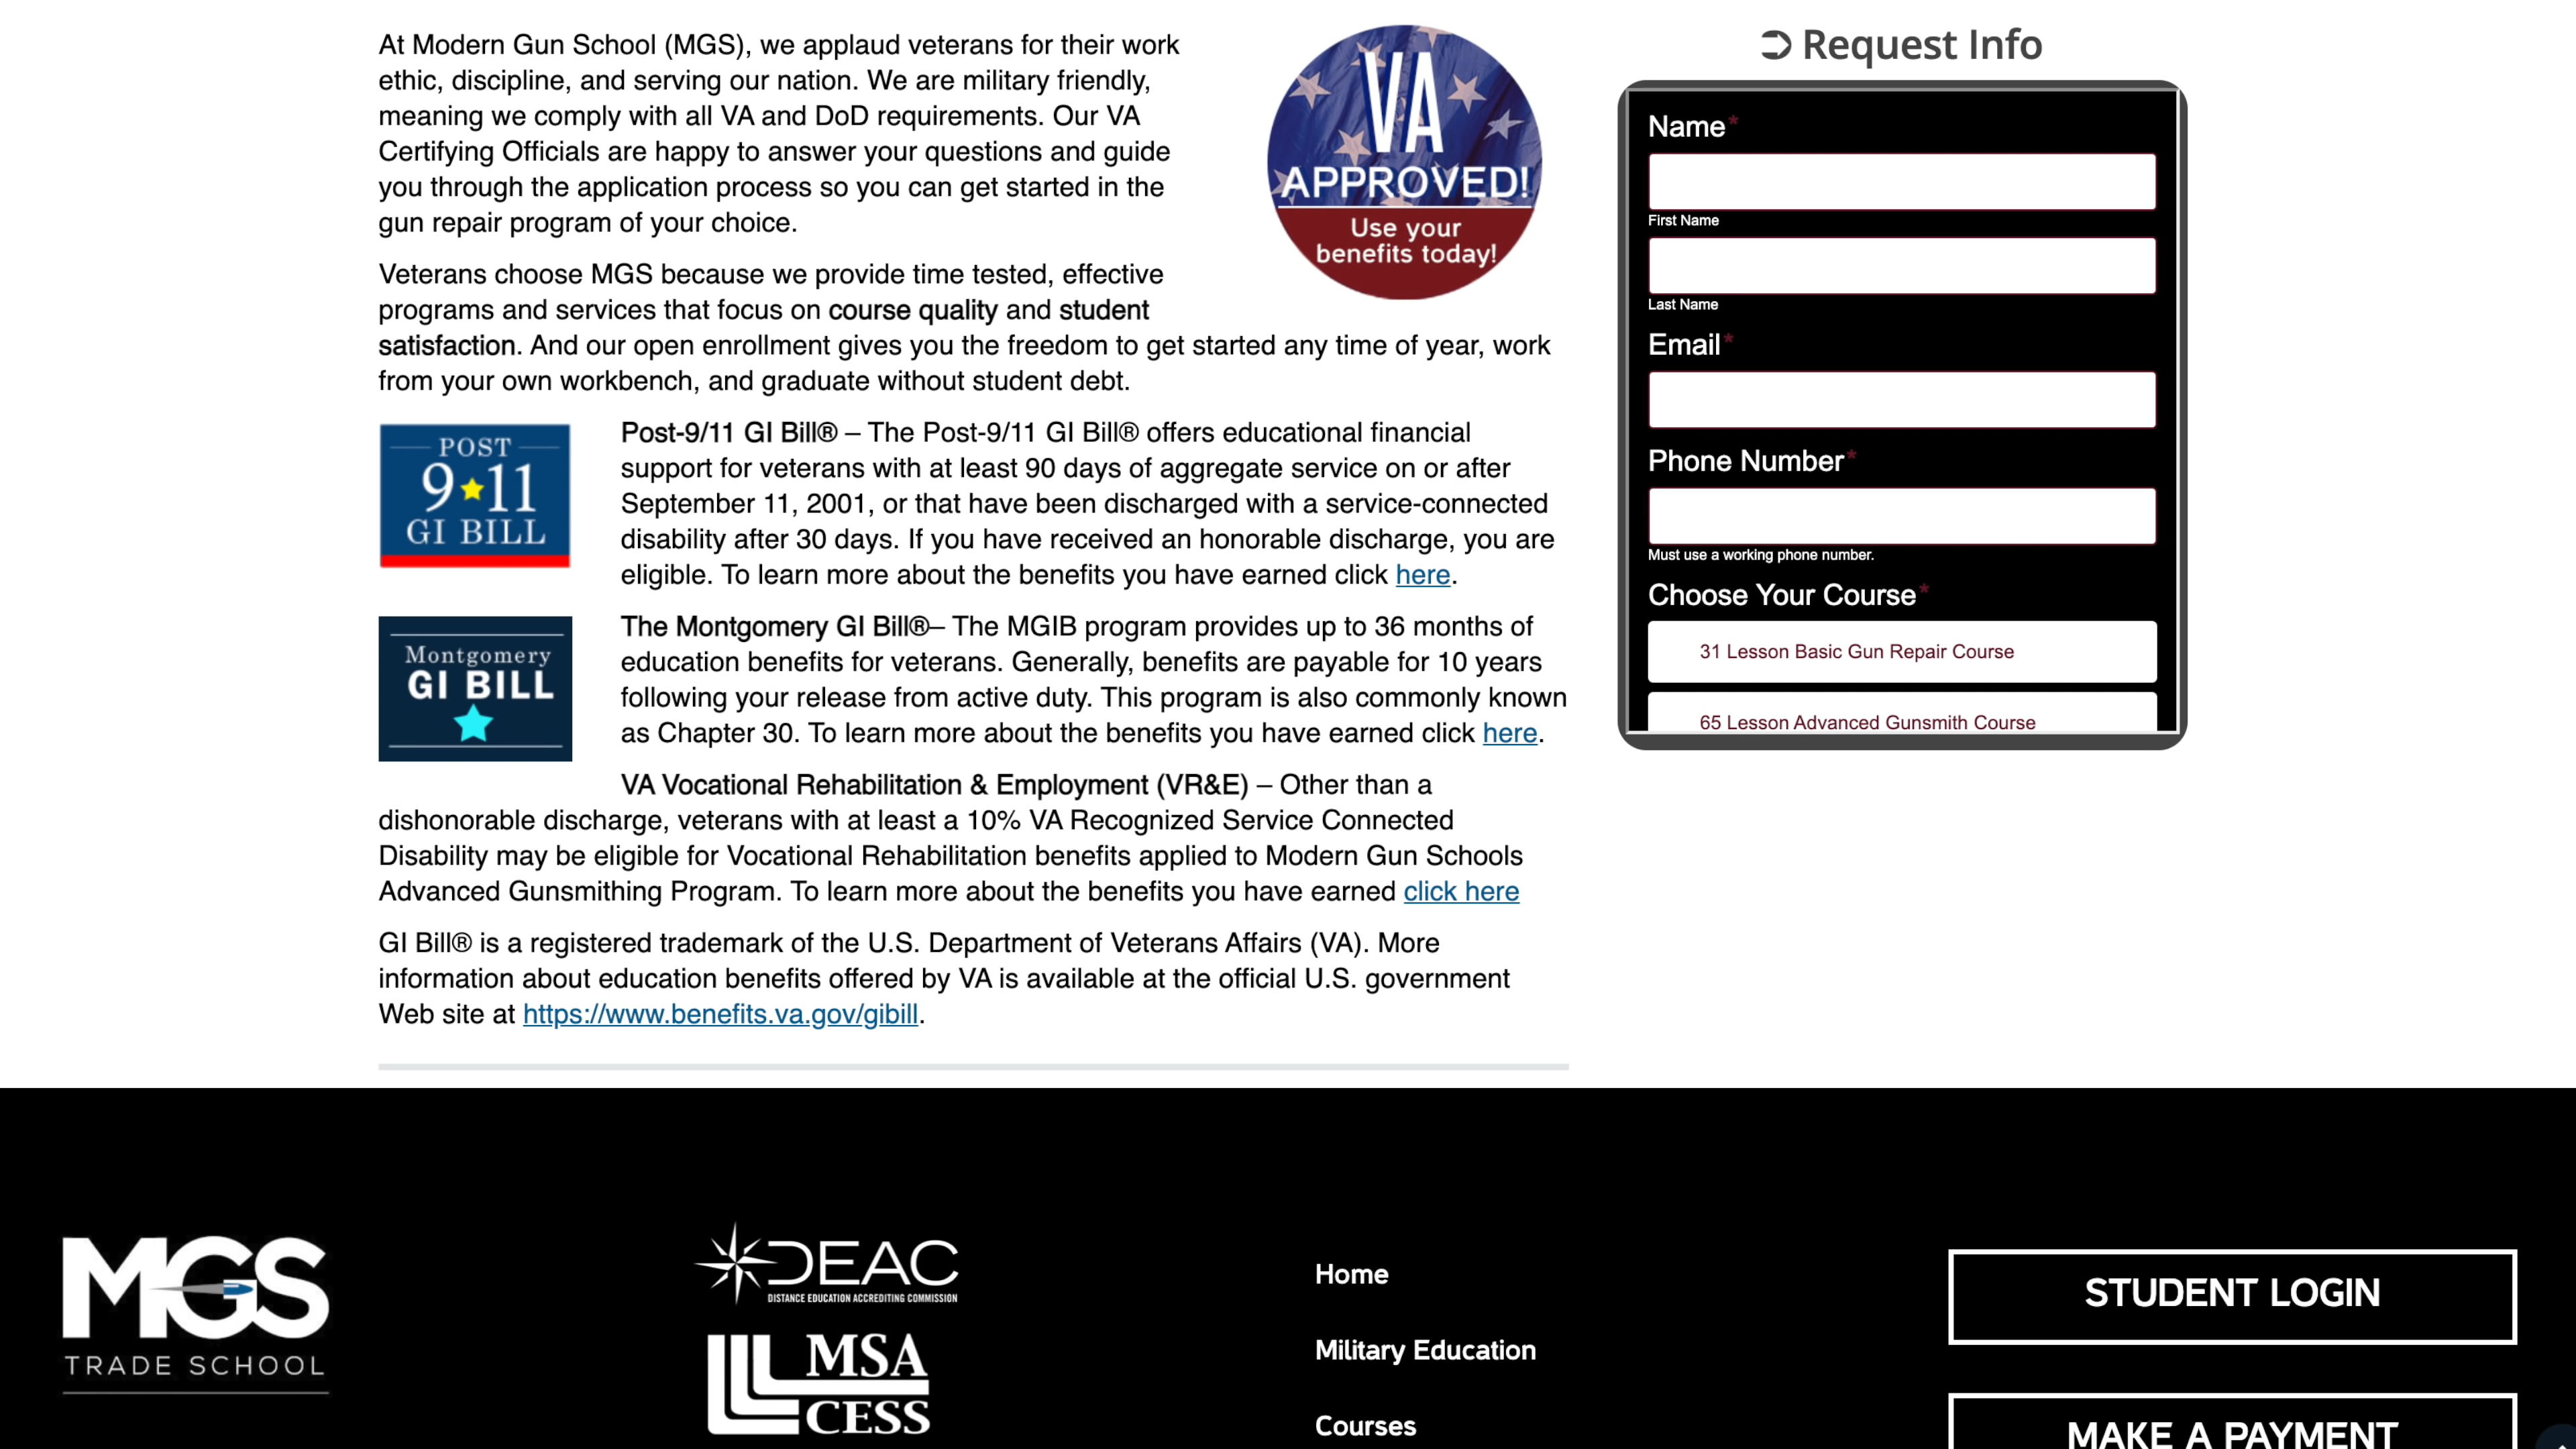 At Modern Gun School (MGS), we applaud veterans for their work
ethic, discipline, and serving our nation. We are military friendly,
meaning we comply with all VA and DoD requirements. Our VA
Certifying Officials are happy to answer your questions and guide
you through the application process so you can get started in the
gun repair program of your choice.
VA
APPROVED!
Use your
benefits today!
Veterans choose MGS because we provide time tested, effective
programs and services that focus on course quality and student
satisfaction. And our open enrollment gives you the freedom to get started any time of year, work
from your own workbench, and graduate without student debt.
POST
9 11
GI BILL
Post-9/11 GI Bill® – The Post-9/11 GI Bill® offers educational financial
support for veterans with at least 90 days of aggregate service on or after
September 11, 2001, or that have been discharged with a service-connected
disability after 30 days. If you have received an honorable discharge, you are
eligible. To learn more about the benefits you have earned click here.
Montgomery
GI BILL
The Montgomery GI Bill®– The MGIB program provides up to 36 months of
education benefits for veterans. Generally, benefits are payable for 10 years
following your release from active duty. This program is also commonly known
as Chapter 30. To learn more about the benefits you have earned click here.
VA Vocational Rehabilitation & Employment (VR&E) – Other than a
dishonorable discharge, veterans with at least a 10% VA Recognized Service Connected
Disability may be eligible for Vocational Rehabilitation benefits applied to Modern Gun Schools
Advanced Gunsmithing Program. To learn more about the benefits you have earned click here
GI Bill® is a registered trademark of the U.S. Department of Veterans Affairs (VA). More
information about education benefits offered by VA is available at the official U.S. government
Web site at https://www.benefits.va.gov/gibill.
➲ Request Info
Name*
First Name
Last Name
Email*
Phone Number*
Must use a working phone number.
Choose Your Course*
31 Lesson Basic Gun Repair Course
65 Lesson Advanced Gunsmith Course
MGS
TRADE SCHOOL
DEAC
DISTANCE EDUCATION ACCREDITING COMMISSION
MSA
CESS
Home
Military Education
Courses
STUDENT LOGIN
MAKE A PAYMENT